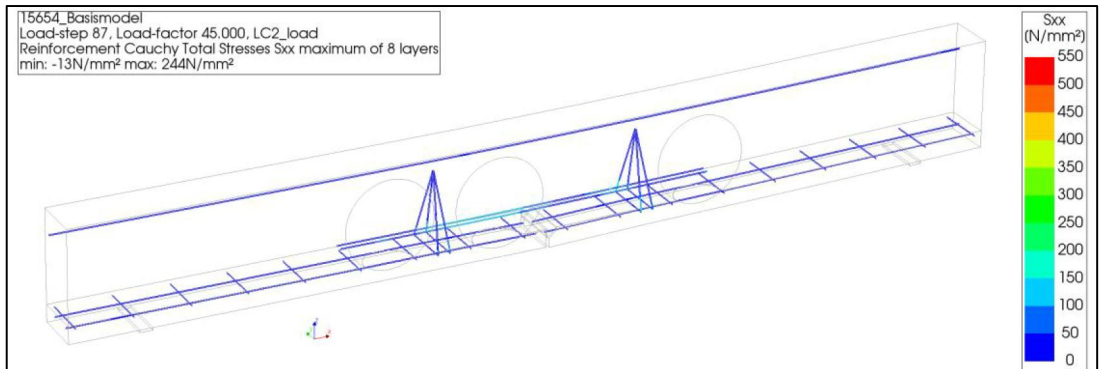 15654_Basismodel
Load-step 87, Load-factor 45.000, LC2_load
Reinforcement Cauchy Total Stresses Sxx maximum of 8 layers
min: -13N/mm² max: 244N/mm²
Sxx
(N/mm²)
550
500
450
400
350
300
250
200
150
100
50
0